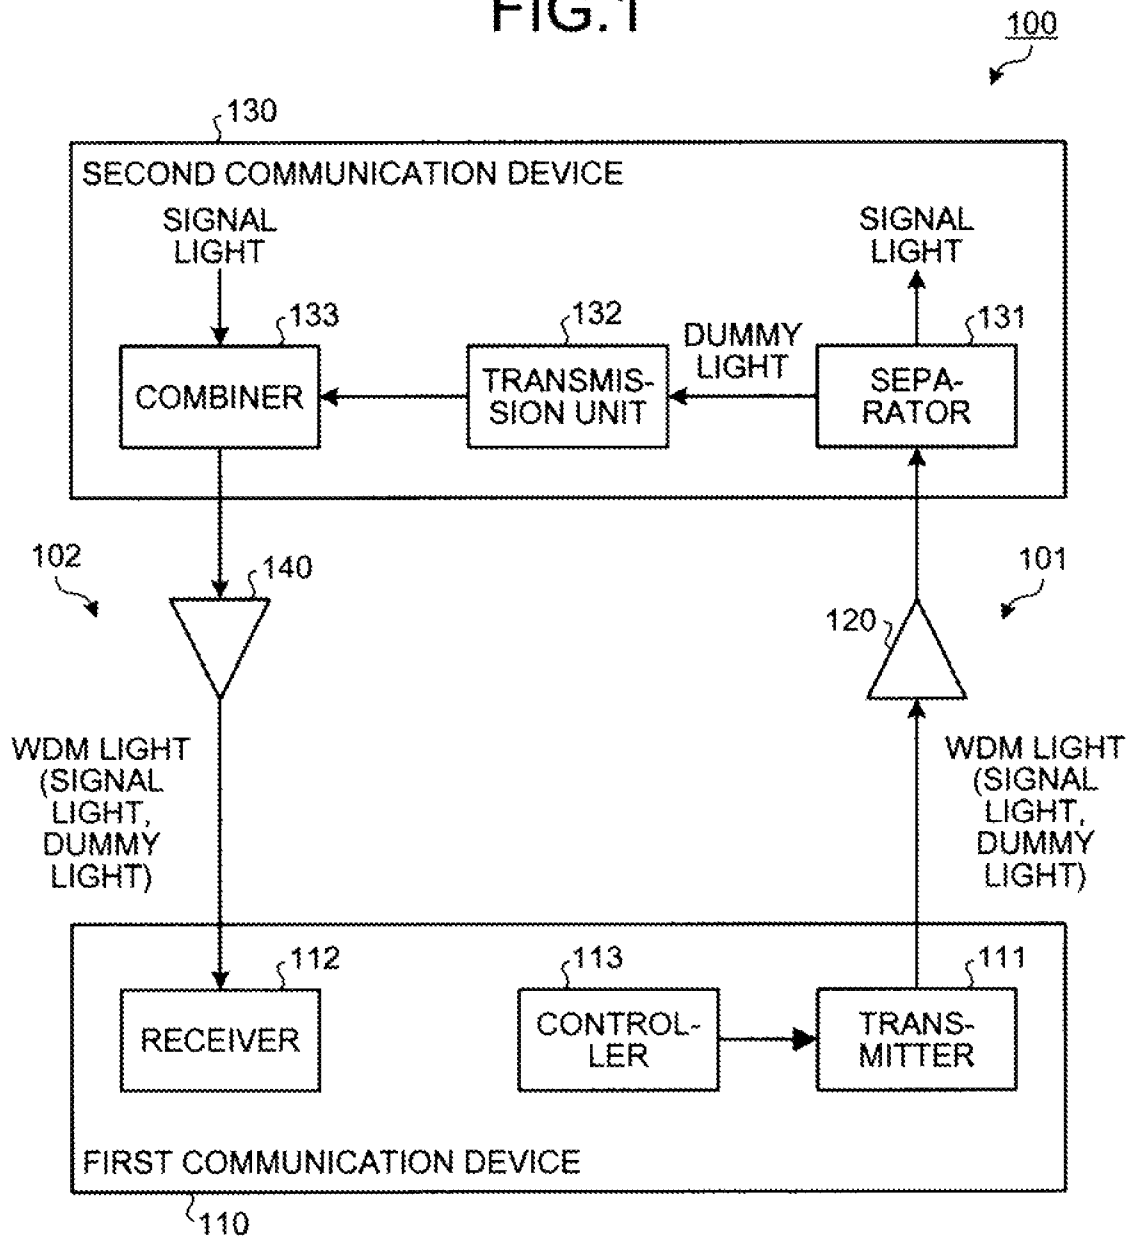 FIG.1
100
130
SECOND COMMUNICATION DEVICE
SIGNAL
LIGHT
SIGNAL
LIGHT
133
132
131
DUMMY
LIGHT
COMBINER
TRANSMIS-
SION UNIT
SEPA-
RATOR
102
140
101
120
WDM LIGHT
(SIGNAL
LIGHT,
DUMMY
LIGHT)
WDM LIGHT
(SIGNAL
LIGHT,
DUMMY
LIGHT)
112
113
111
RECEIVER
CONTROL-
LER
TRANS-
MITTER
FIRST COMMUNICATION DEVICE
110